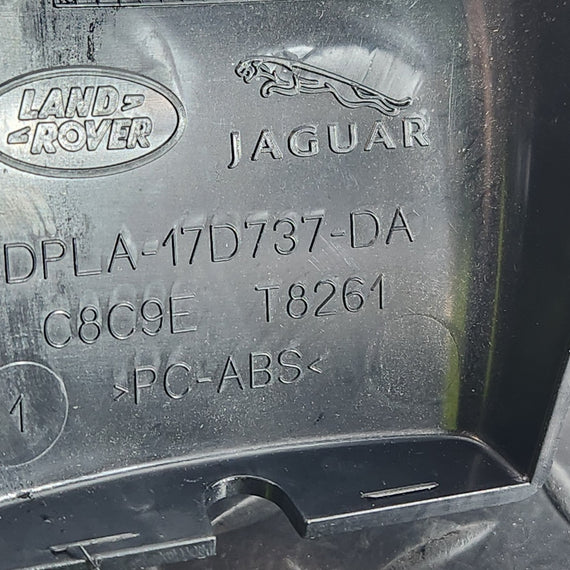 LAND
ROVER
JAGUAR
DPLA-17D737-DA
C8C9E T8261
>PC-ABS<
1